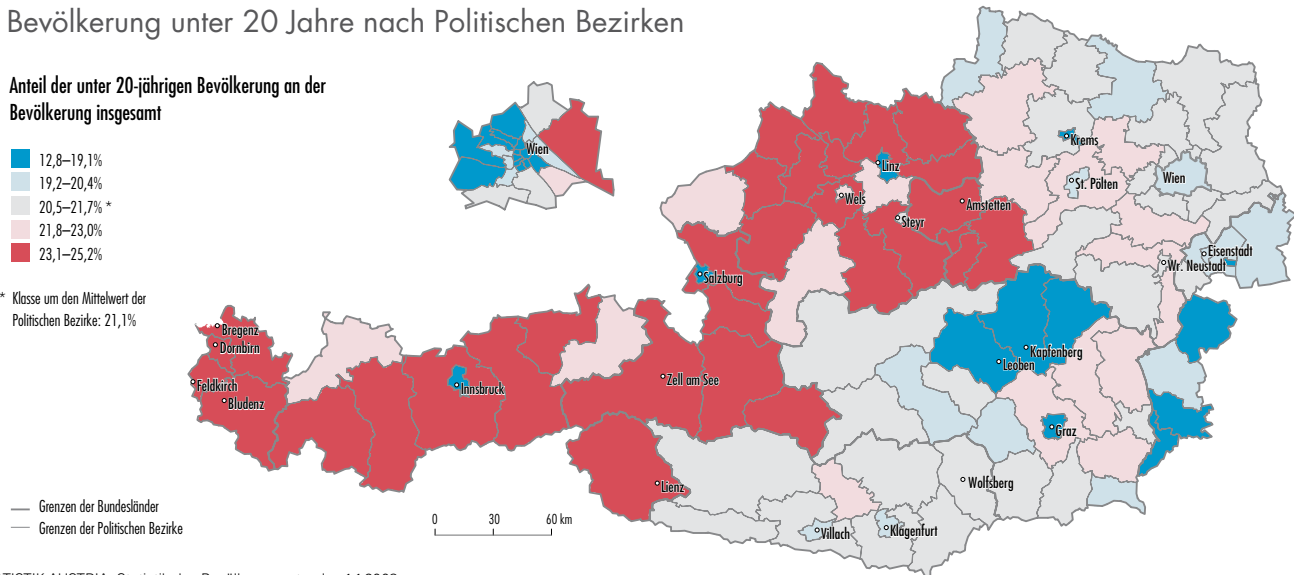 Bevölkerung unter 20 Jahre nach Politischen Bezirken
Anteil der unter 20-jährigen Bevölkerung an der
Bevölkerung insgesamt
12,8–19,1%
19,2–20,4%
20,5–21,7% *
21,8–23,0%
23,1–25,2%
* Klasse um den Mittelwert der
Politischen Bezirke: 21,1%
Wien
Linz
Krems
St. Pölten
Wien
Wels
Steyr
Amstetten
Eisenstadt
Wr. Neustadt
Salzburg
Bregenz
Dornbirn
Feldkirch
Bludenz
Innsbruck
Zell am See
Kapfenberg
Leoben
Graz
Lienz
Wolfsberg
Villach
Klagenfurt
Grenzen der Bundesländer
Grenzen der Politischen Bezirke
0 30 60 km